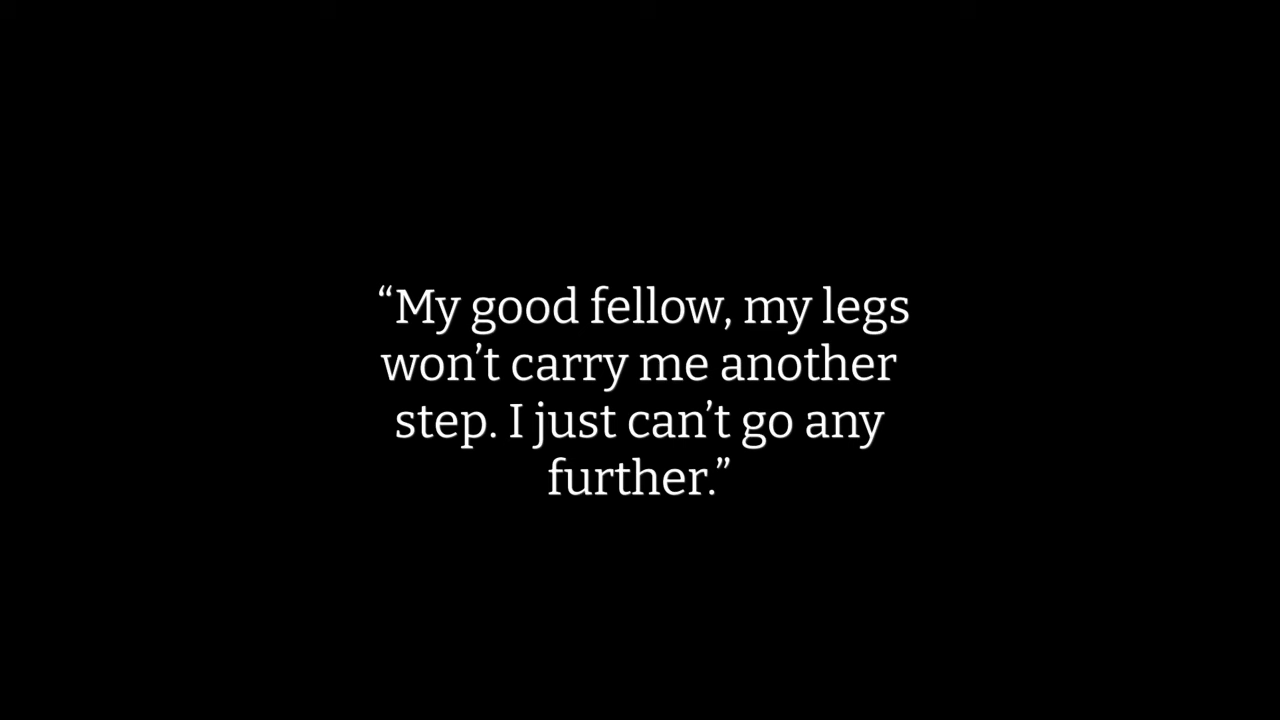 “My good fellow, my legs
won’t carry me another
step. I just can’t go any
further.”